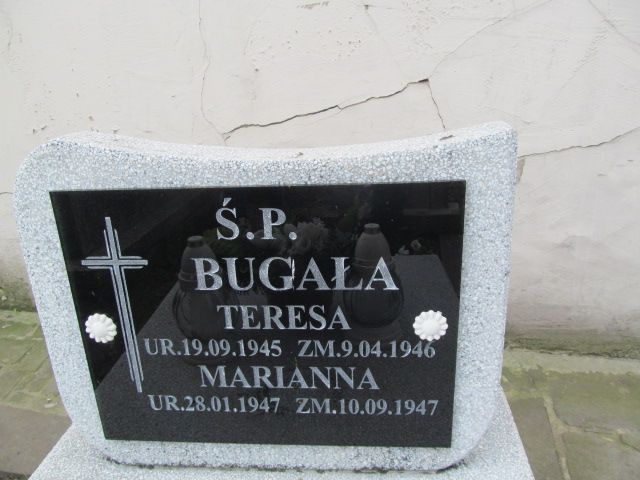 Ś.P.
BUGAŁA
TERESA
UR.19.09.1945 ZM.9.04.1946
MARIANNA
UR.28.01.1947 ZM.10.09.1947